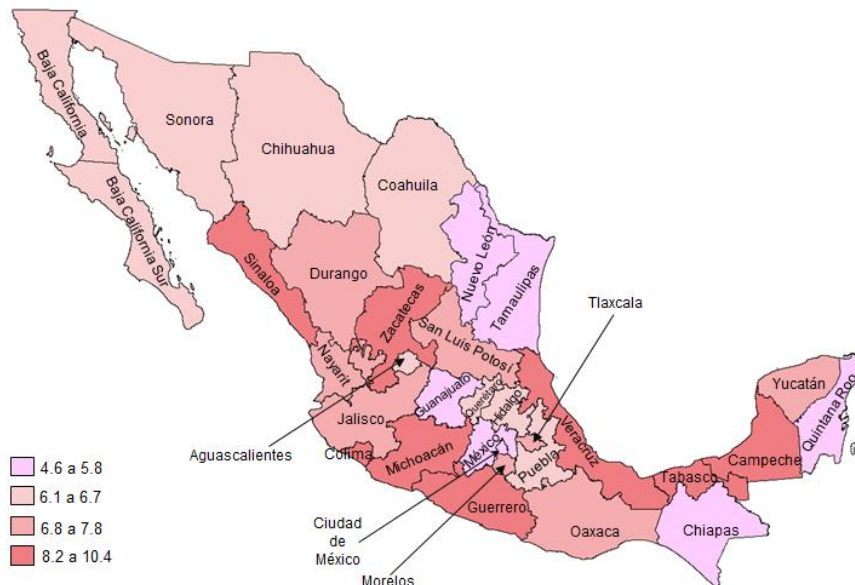 Baja California
Sonora
Chihuahua
Coahuila
Baja California Sur
Nuevo León
Tamaulipas
Sinaloa
Durango
Zacatecas
Tlaxcala
San Luis Potosí
Nayarit
Guanajuato
Querétaro
Hidalgo
Yucatán
Quintana Roo
Jalisco
Aguascalientes
Colima
Michoacán
México
Puebla
Veracruz
Campeche
Tabasco
Guerrero
Oaxaca
Chiapas
4.6 a 5.8
6.1 a 6.7
6.8 a 7.8
8.2 a 10.4
Ciudad
de
México
Morelos